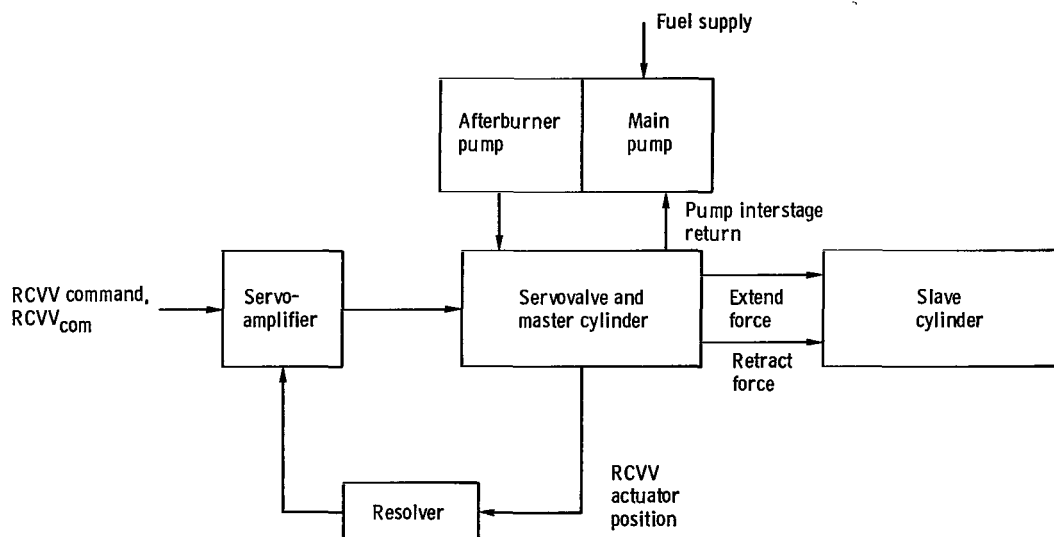 Fuel supply
Afterburner
pump
Main
pump
Pump interstage
return
RCVV command,
RCVVcom
Servo-
amplifier
Servovalve and
master cylinder
Extend
force
Retract
force
Slave
cylinder
RCVV
actuator
position
Resolver